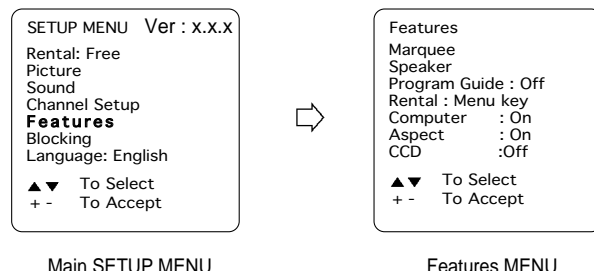 SETUP MENU Ver : x.x.x
Rental: Free
Picture
Sound
Channel Setup
Features
Blocking
Language: English
▲▼ To Select
+ - To Accept
Main SETUP MENU
Features
Marquee
Speaker
Program Guide : Off
Rental : Menu key
Computer : On
Aspect : On
CCD :Off
▲▼ To Select
+ - To Accept
Features MENU